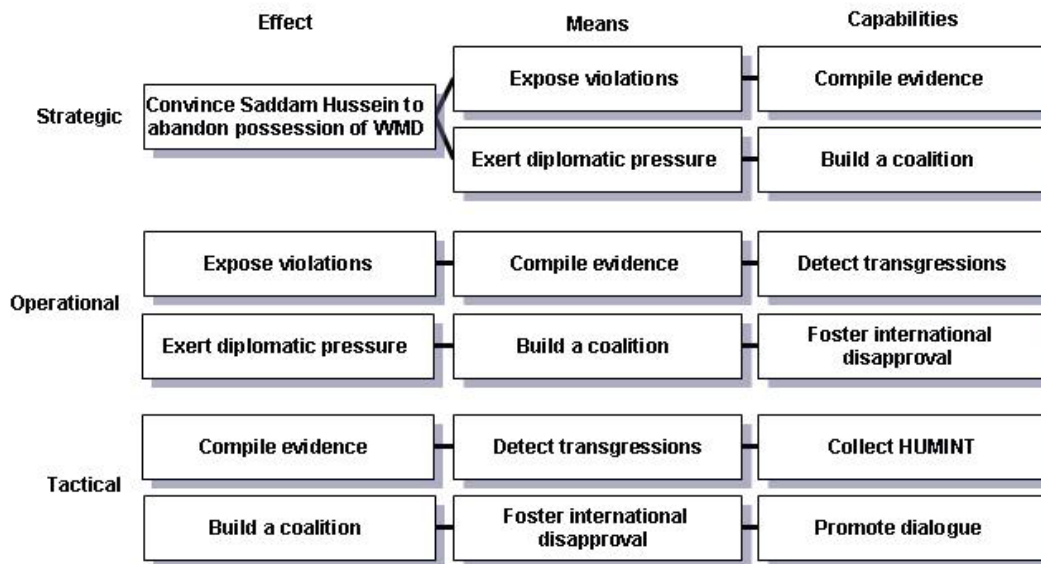 Effect
Means
Capabilities
Strategic
Convince Saddam Hussein to
abandon possession of WMD
Expose violations
Compile evidence
Exert diplomatic pressure
Build a coalition
Operational
Expose violations
Compile evidence
Detect transgressions
Exert diplomatic pressure
Build a coalition
Foster international
disapproval
Tactical
Compile evidence
Detect transgressions
Collect HUMINT
Build a coalition
Foster international
disapproval
Promote dialogue